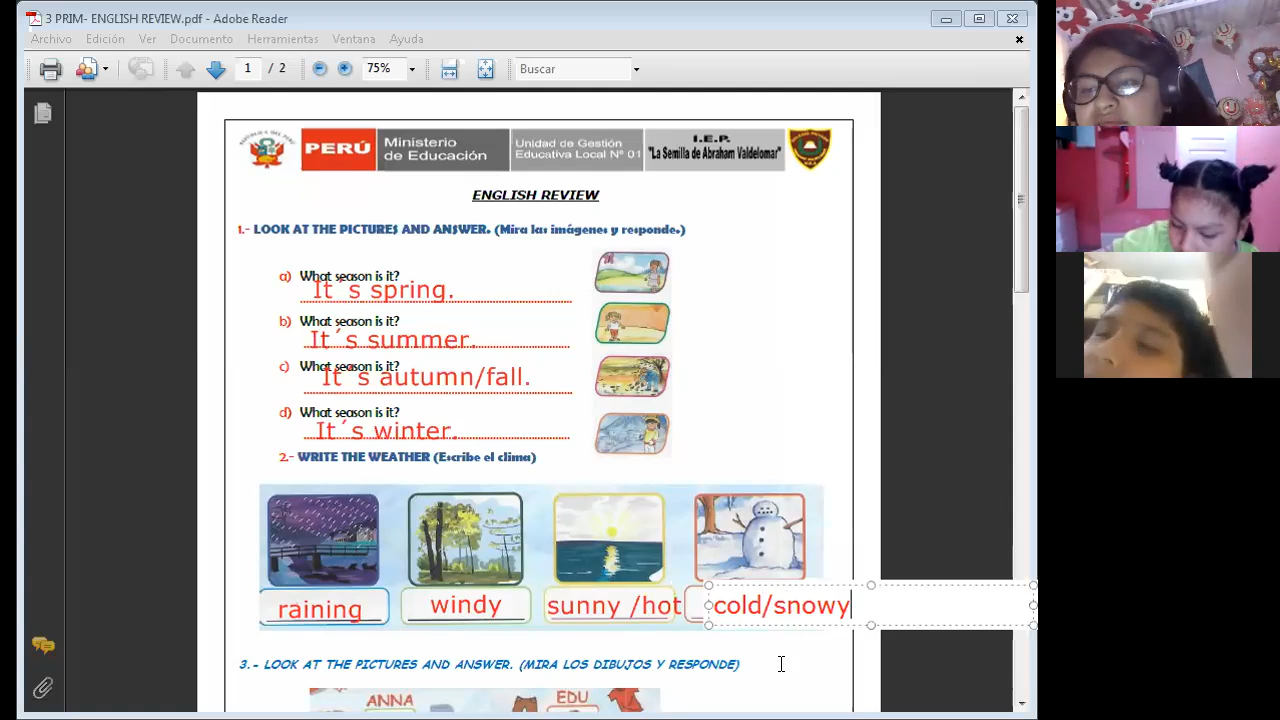 3 PRIM- ENGLISH REVIEW.pdf - Adobe Reader
Archivo Edición Ver Documento Herramientas Ventana Ayuda
1 / 2 75% Buscar
PERÚ
Ministerio
de Educación
Unidad de Gestión
Educativa Local Nº 01
I.E.P.
"La Semilla de Abraham Valdelomar"
ENGLISH REVIEW
1.- LOOK AT THE PICTURES AND ANSWER. (Mira las imágenes y responde.)
a) What season is it?
It´s spring.
b) What season is it?
It´s summer.
c) What season is it?
It´s autumn/fall.
d) What season is it?
It´s winter.
2.- WRITE THE WEATHER (Escribe el clima)
raining windy sunny /hot cold/snowy
3.- LOOK AT THE PICTURES AND ANSWER. (MIRA LOS DIBUJOS Y RESPONDE)
ANNA EDU